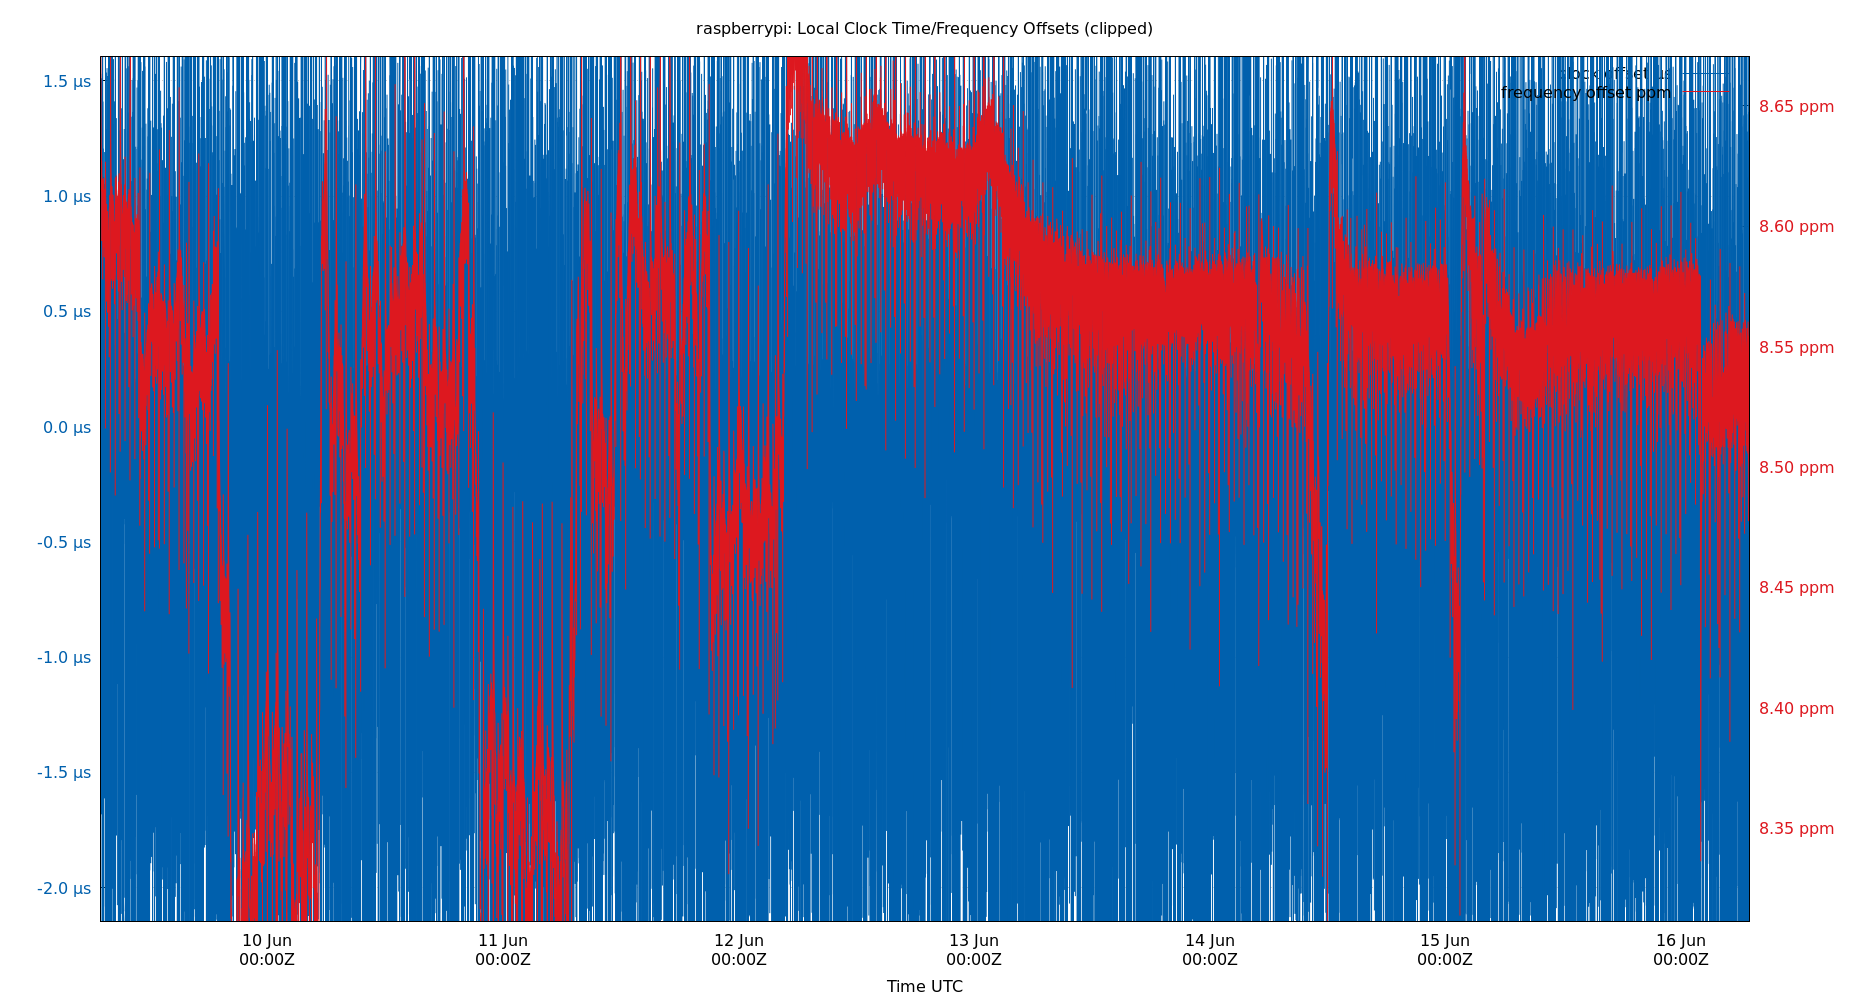 raspberrypi: Local Clock Time/Frequency Offsets (clipped)
clock offset µs
frequency offset ppm
1.5 µs
1.0 µs
0.5 µs
0.0 µs
-0.5 µs
-1.0 µs
-1.5 µs
-2.0 µs
8.65 ppm
8.60 ppm
8.55 ppm
8.50 ppm
8.45 ppm
8.40 ppm
8.35 ppm
10 Jun 11 Jun 12 Jun 13 Jun 14 Jun 15 Jun 16 Jun
00:00Z 00:00Z 00:00Z 00:00Z 00:00Z 00:00Z 00:00Z
Time UTC